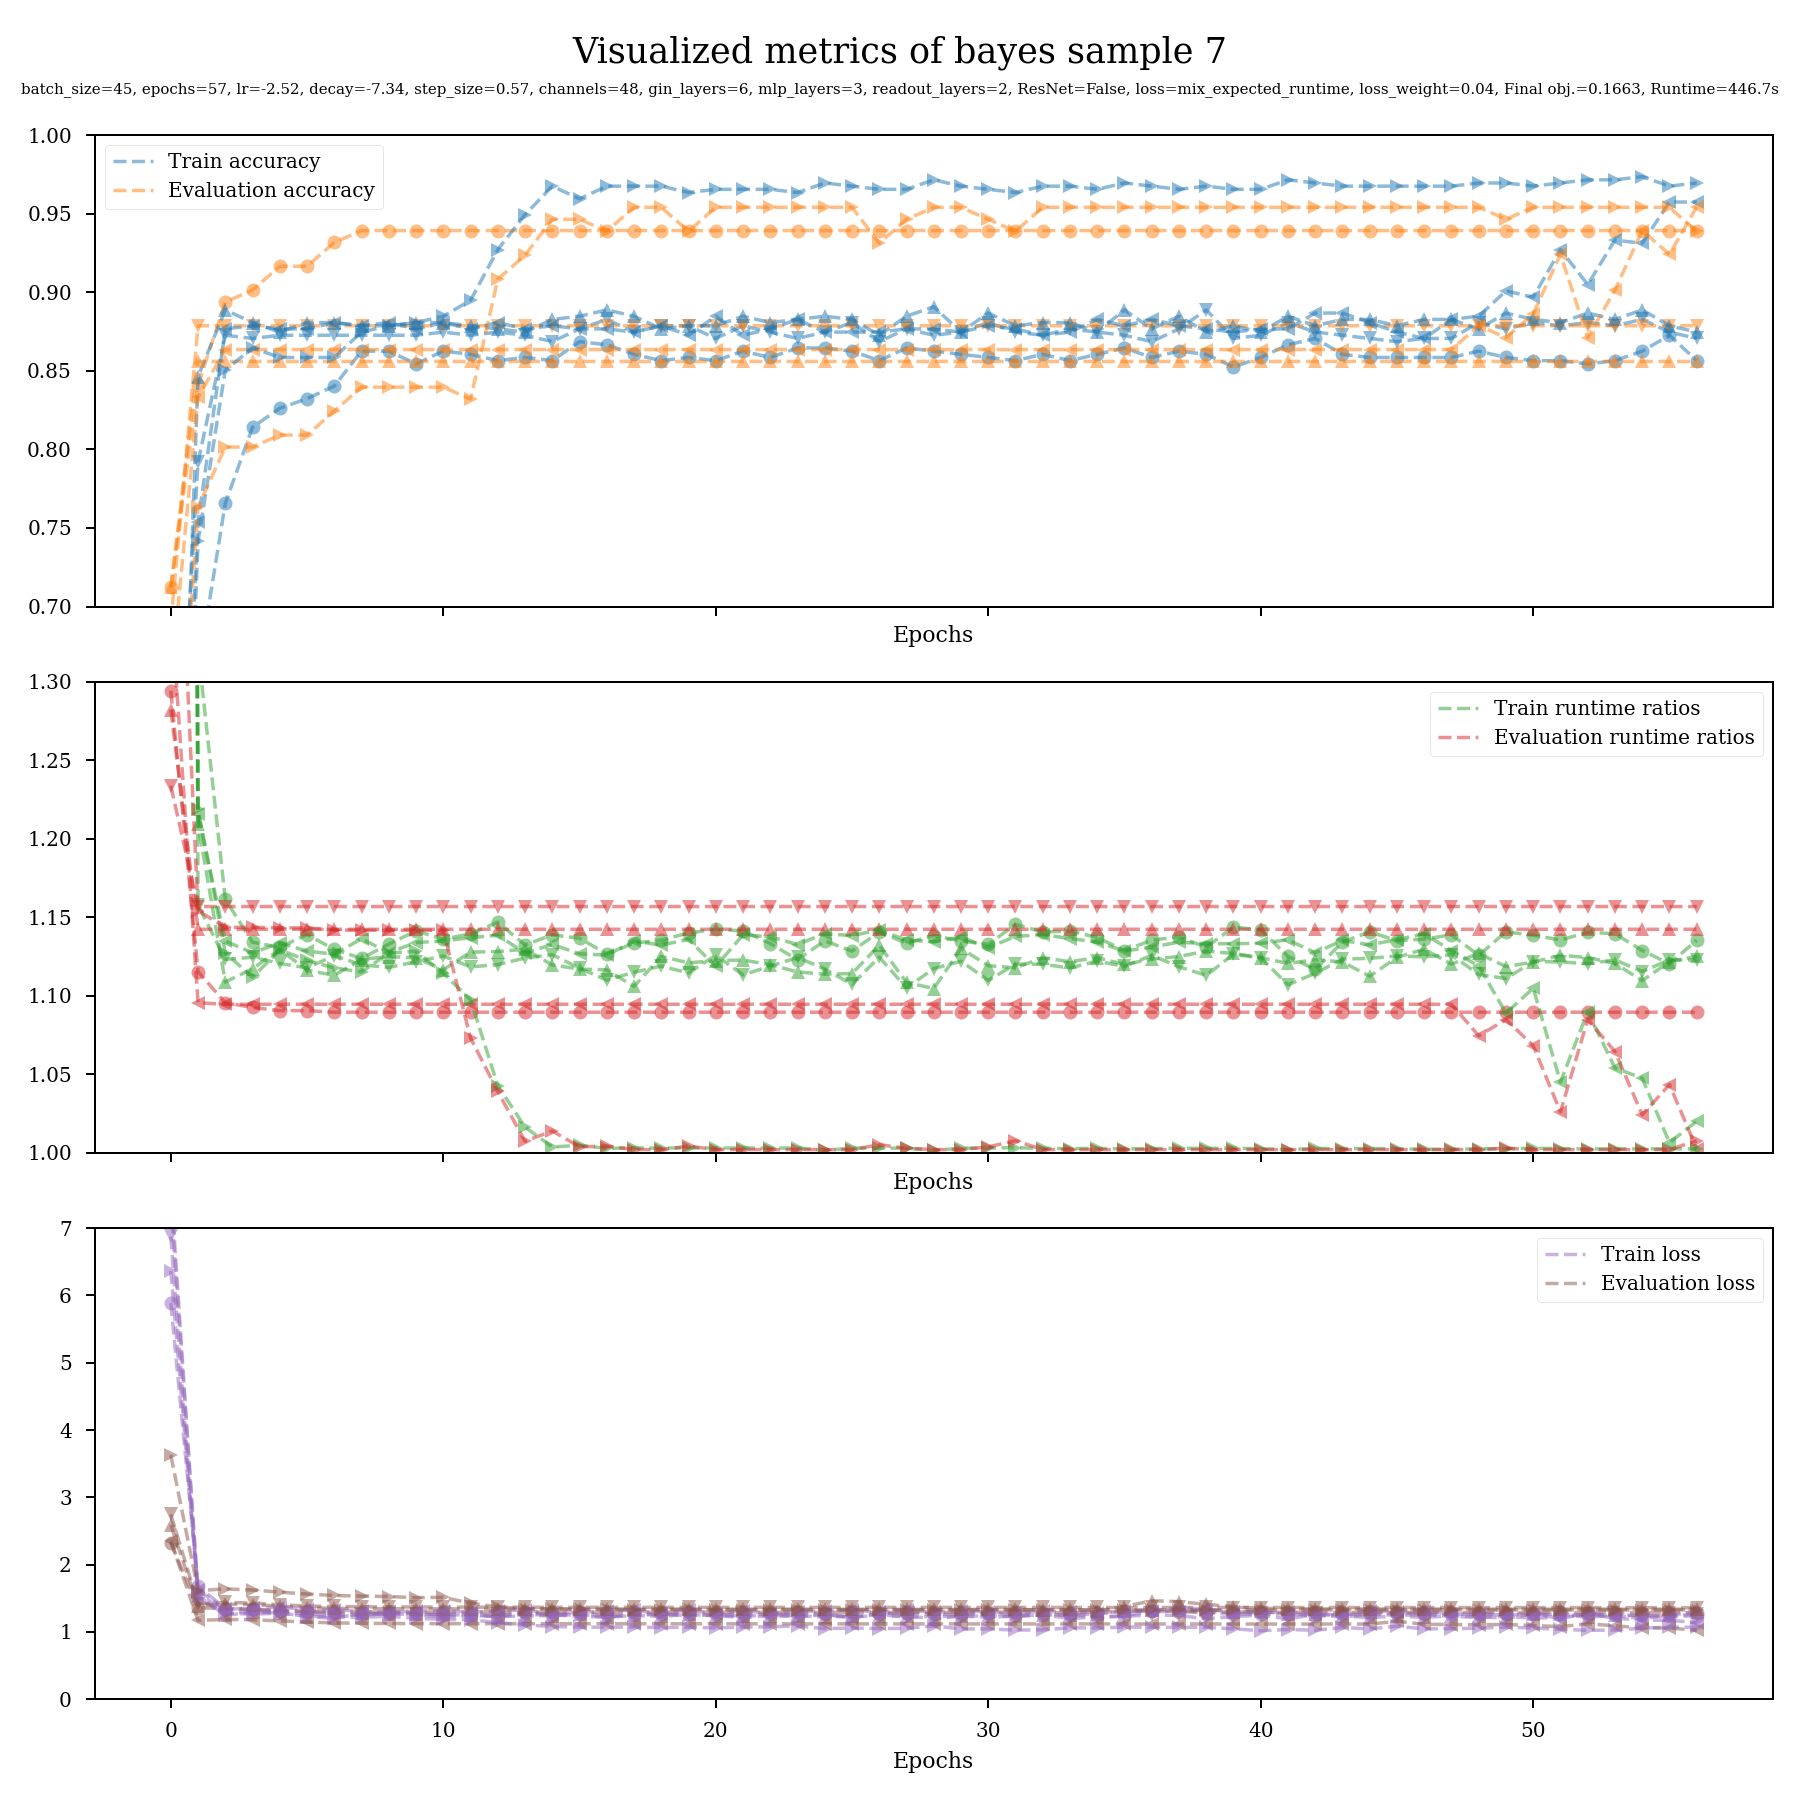 Visualized metrics of bayes sample 7
batch_size=45, epochs=57, lr=-2.52, decay=-7.34, step_size=0.57, channels=48, gin_layers=6, mlp_layers=3, readout_layers=2, ResNet=False, loss=mix_expected_runtime, loss_weight=0.04, Final obj.=0.1663, Runtime=446.7s
1.00
0.95
0.90
0.85
0.80
0.75
0.70
Train accuracy
Evaluation accuracy
Epochs
1.30
1.25
1.20
1.15
1.10
1.05
1.00
Train runtime ratios
Evaluation runtime ratios
Epochs
7
6
5
4
3
2
1
0
Train loss
Evaluation loss
0 10 20 30 40 50
Epochs